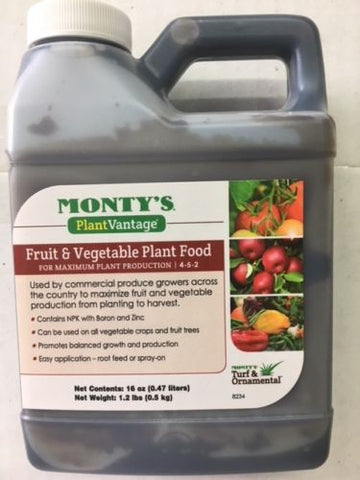 MONTY'S
PlantVantage®
Fruit & Vegetable Plant Food
FOR MAXIMUM PLANT PRODUCTION | 4-5-2
Used by commercial produce growers across
the country to maximize fruit and vegetable
production from planting to harvest.
• Contains NPK with Boron and Zinc
• Can be used on all vegetable crops and fruit trees
• Promotes balanced growth and production
• Easy application – root feed or spray-on
Net Contents: 16 oz (0.47 liters)
Net Weight: 1.2 lbs (0.5 kg)
MONTY'S
Turf &
Ornamental
8234